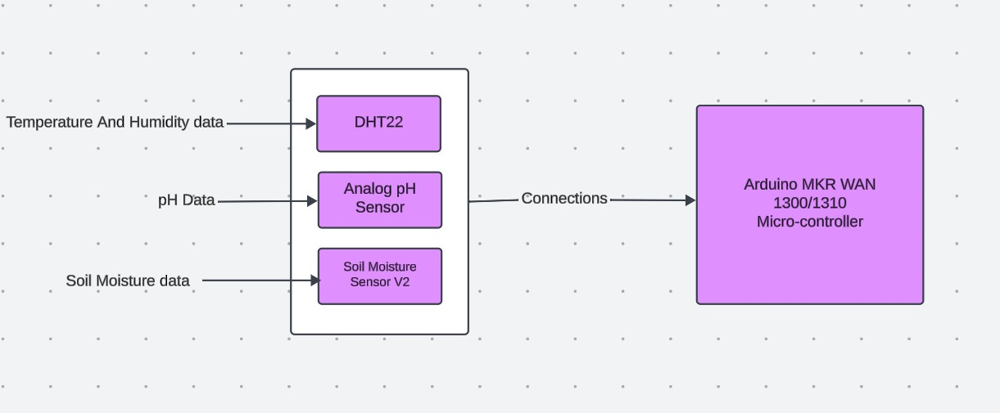 Temperature And Humidity data
DHT22
pH Data
Analog pH
Sensor
Soil Moisture data
Soil Moisture
Sensor V2
Connections
Arduino MKR WAN
1300/1310
Micro-controller